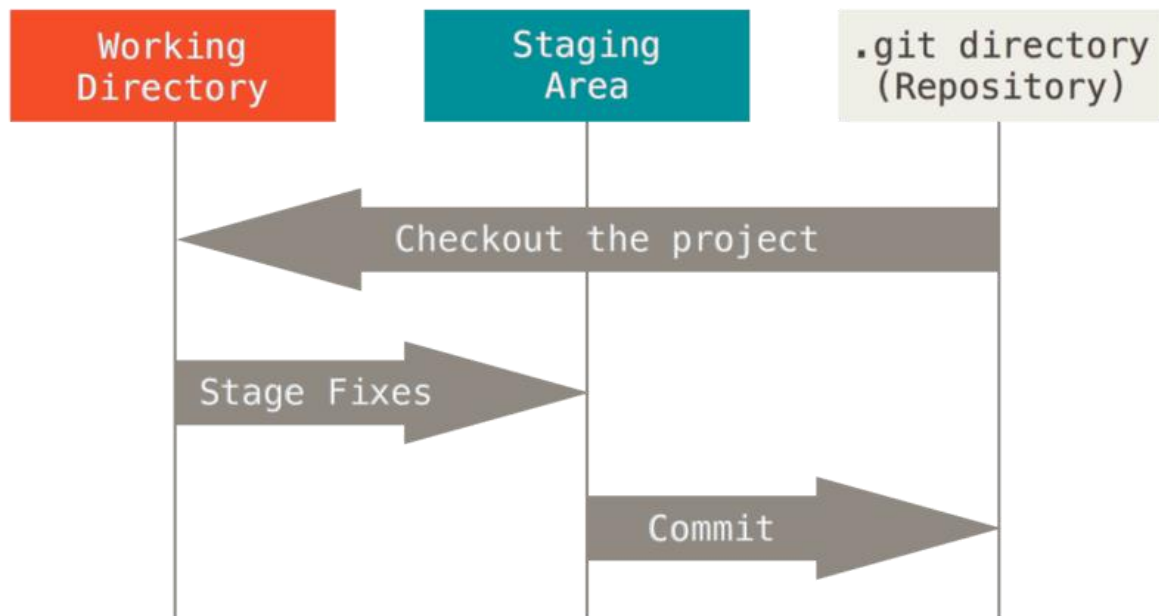 Working
Directory
Staging
Area
.git directory
(Repository)
Checkout the project
Stage Fixes
Commit